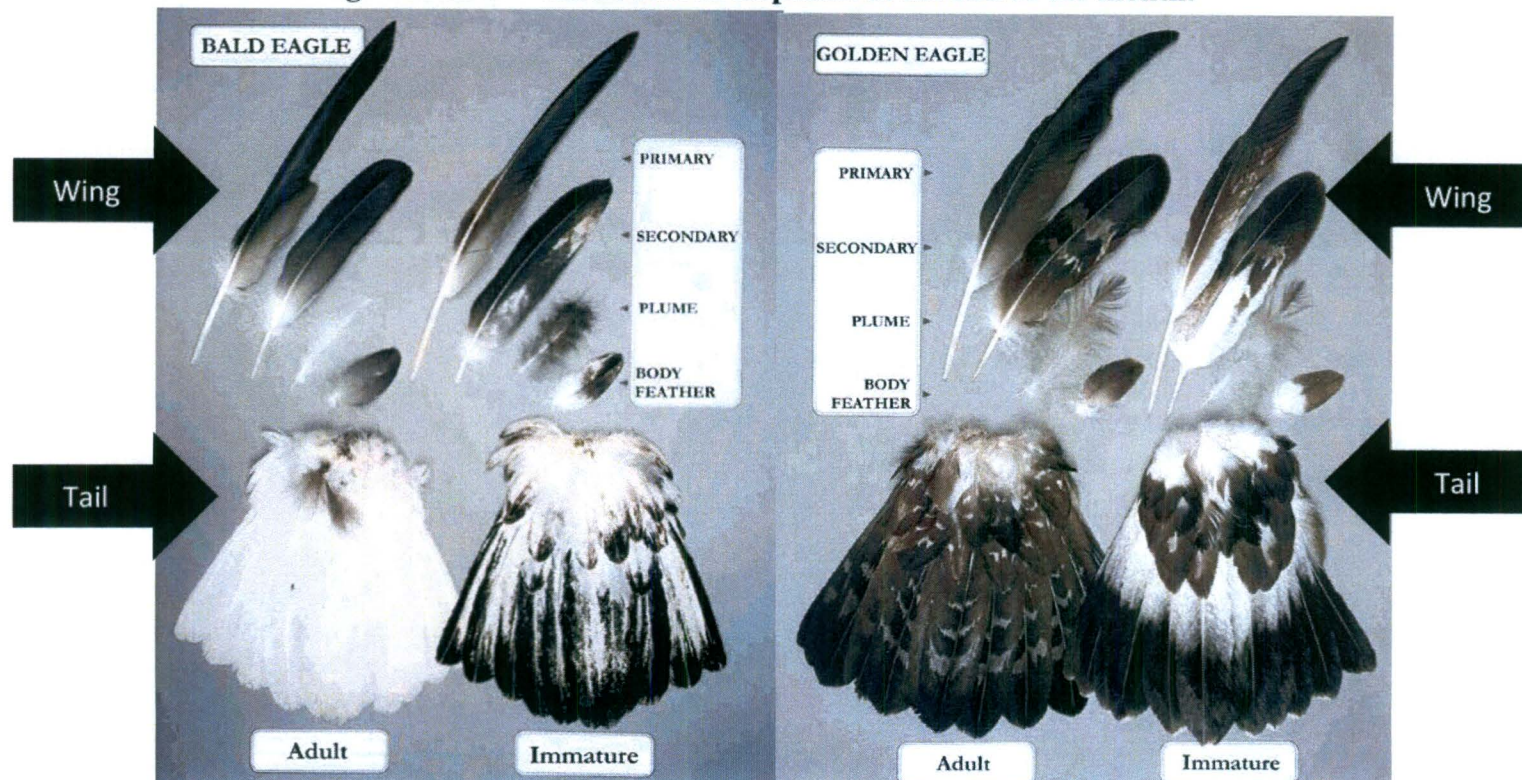 BALD EAGLE
GOLDEN EAGLE
Wing
PRIMARY
SECONDARY
PLUME
BODY
FEATHER
PRIMARY
SECONDARY
PLUME
BODY
FEATHER
Wing
Tail
Tail
Adult
Immature
Adult
Immature